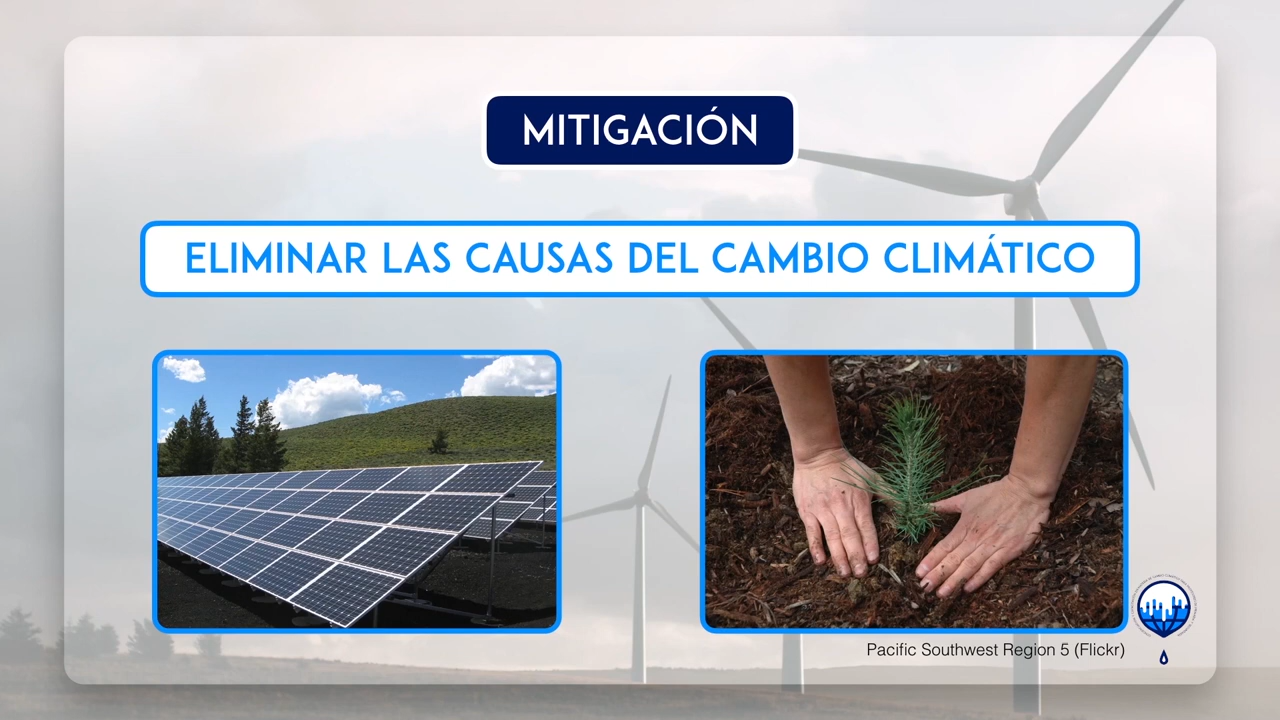 MITIGACIÓN
ELIMINAR LAS CAUSAS DEL CAMBIO CLIMÁTICO
Pacific Southwest Region 5 (Flickr)